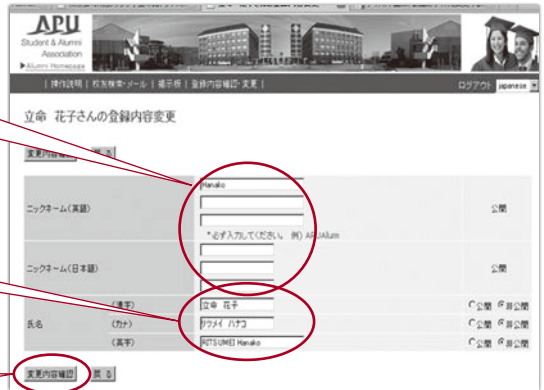 APU
Student & Alumni
Association
▶Alumni Homepage
| 操作説明 | 校友検索・メール | 掲示板 | 登録内容確認・変更 |
ログアウト japanese
立命 花子さんの登録内容変更
変更内容確認 戻る
ニックネーム(英語) Hanako 公開
*必ず入力してください。 例) APUAlum
ニックネーム(日本語) 公開
氏名
(漢字) 立命 花子 公開 非公開
(カナ) リツメイ ハナコ 公開 非公開
(英字) RITSUMEI Hanako 公開 非公開
変更内容確認 戻る